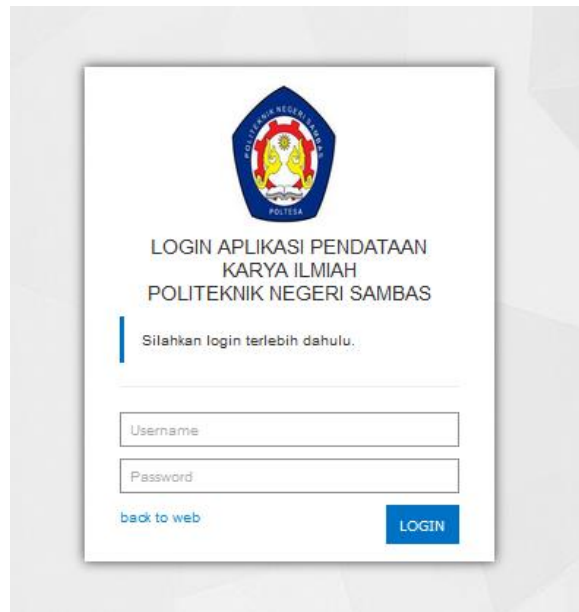 POLITEKNIK NEGERI SAMBAS
POLTESA
LOGIN APLIKASI PENDATAAN
KARYA ILMIAH
POLITEKNIK NEGERI SAMBAS
Silahkan login terlebih dahulu.
Username
Password
back to web
LOGIN